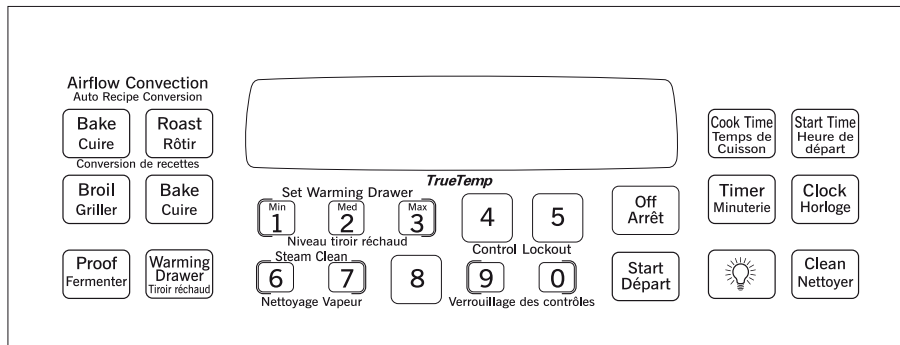 Airflow Convection
Auto Recipe Conversion
Bake
Cuire
Roast
Rôtir
Conversion de recettes
Broil
Griller
Bake
Cuire
Proof
Fermenter
Warming
Drawer
Tiroir réchaud
TrueTemp
Set Warming Drawer
Min
1
Med
2
Max
3
Niveau tiroir réchaud
4
5
Control Lockout
Steam Clean
6
7
Nettoyage Vapeur
8
9
0
Verrouillage des contrôles
Off
Arrêt
Start
Départ
Cook Time
Temps de
Cuisson
Start Time
Heure de
départ
Timer
Minuterie
Clock
Horloge
Clean
Nettoyer